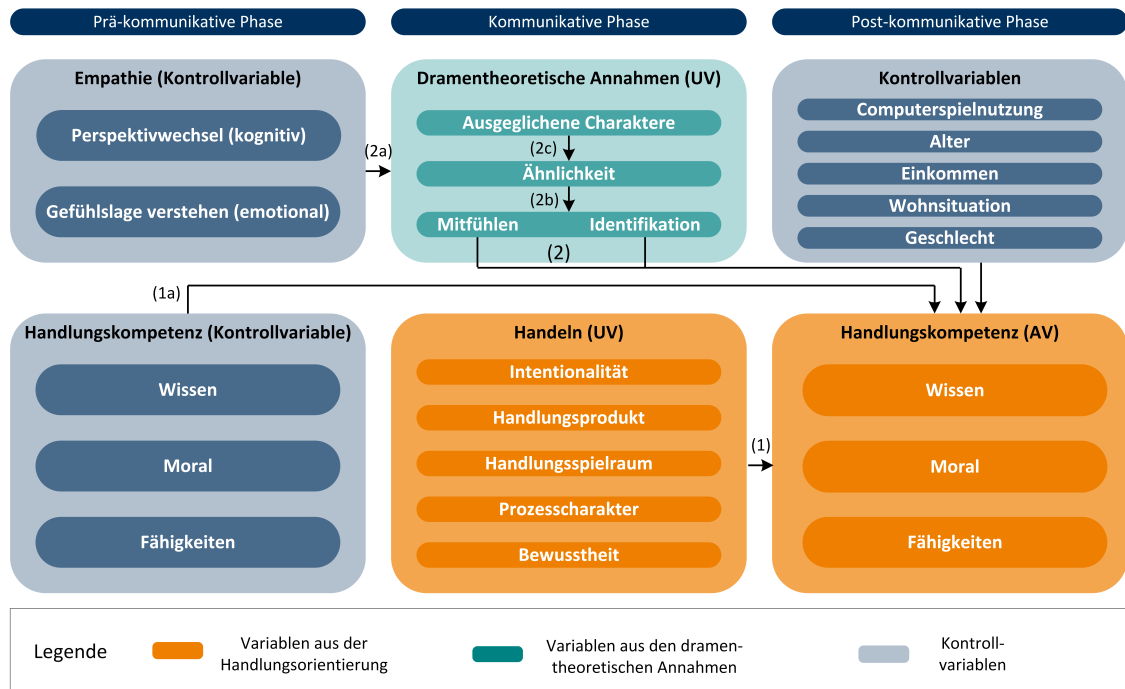 Prä-kommunikative Phase
Kommunikative Phase
Post-kommunikative Phase
Empathie (Kontrollvariable)
Perspektivwechsel (kognitiv)
Gefühlslage verstehen (emotional)
(2a)
Dramentheoretische Annahmen (UV)
Ausgeglichene Charaktere
(2c)
Ähnlichkeit
(2b)
Mitfühlen
Identifikation
(2)
Kontrollvariablen
Computerspielnutzung
Alter
Einkommen
Wohnsituation
Geschlecht
(1a)
Handlungskompetenz (Kontrollvariable)
Wissen
Moral
Fähigkeiten
Handeln (UV)
Intentionalität
Handlungsprodukt
Handlungsspielraum
Prozesscharakter
Bewusstheit
(1)
Handlungskompetenz (AV)
Wissen
Moral
Fähigkeiten
Legende
Variablen aus der
Handlungsorientierung
Variablen aus den dramen-
theoretischen Annahmen
Kontroll-
variablen